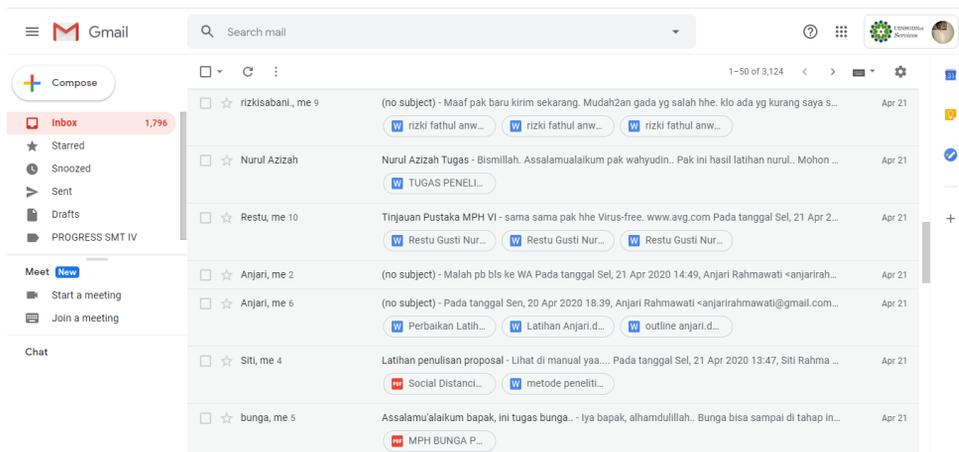 Gmail
Search mail
UINSUDNet
Services
Compose
1–50 of 3,124
Inbox 1,796
Starred
Snoozed
Sent
Drafts
PROGRESS SMT IV
Meet New
Start a meeting
Join a meeting
Chat
rizkisabani., me 9 (no subject) - Maaf pak baru kirim sekarang. Mudah2an gada yg salah hhe. klo ada yg kurang saya s... Apr 21
rizki fathul anw... rizki fathul anw... rizki fathul anw...
Nurul Azizah Nurul Azizah Tugas - Bismillah. Assalamualaikum pak wahyudin.. Pak ini hasil latihan nurul.. Mohon ... Apr 21
TUGAS PENELI...
Restu, me 10 Tinjauan Pustaka MPH VI - sama sama pak hhe Virus-free. www.avg.com Pada tanggal Sel, 21 Apr 2... Apr 21
Restu Gusti Nur... Restu Gusti Nur... Restu Gusti Nur...
Anjari, me 2 (no subject) - Malah pb bls ke WA Pada tanggal Sel, 21 Apr 2020 14:49, Anjari Rahmawati <anjarirah... Apr 21
Anjari, me 6 (no subject) - Pada tanggal Sen, 20 Apr 2020 18.39, Anjari Rahmawati <anjarirahmawati@gmail.com... Apr 21
Perbaikan Latih... Latihan Anjari.d... outline anjari.d...
Siti, me 4 Latihan penulisan proposal - Lihat di manual yaa.... Pada tanggal Sel, 21 Apr 2020 13:47, Siti Rahma ... Apr 21
PDF Social Distanci... metode peneliti...
bunga, me 5 Assalamu'alaikum bapak, ini tugas bunga.. - Iya bapak, alhamdulillah.. Bunga bisa sampai di tahap in... Apr 21
PDF MPH BUNGA P...